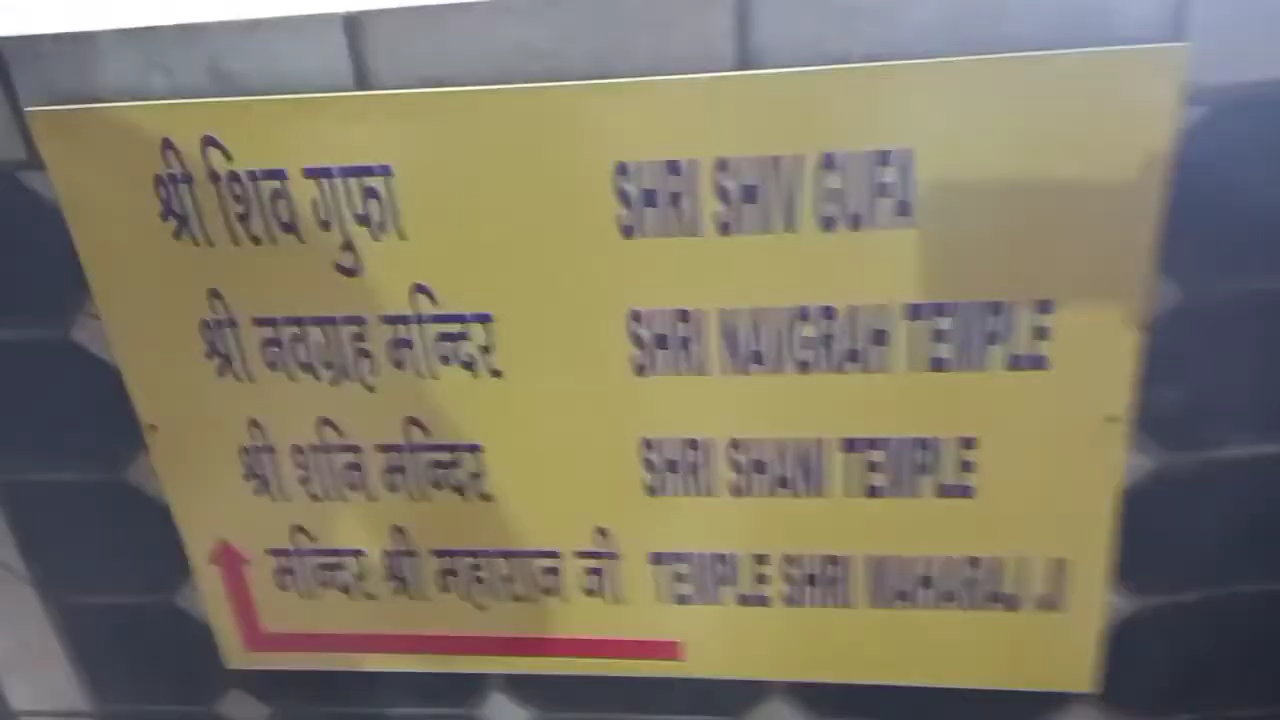 श्री शिव गुफा SHRI SHIV GUFA
श्री नवग्रह मन्दिर SHRI NAVGRAH TEMPLE
श्री शनि मन्दिर SHRI SHANI TEMPLE
मन्दिर श्री महाराज जी TEMPLE SHRI MAHARAJ JI